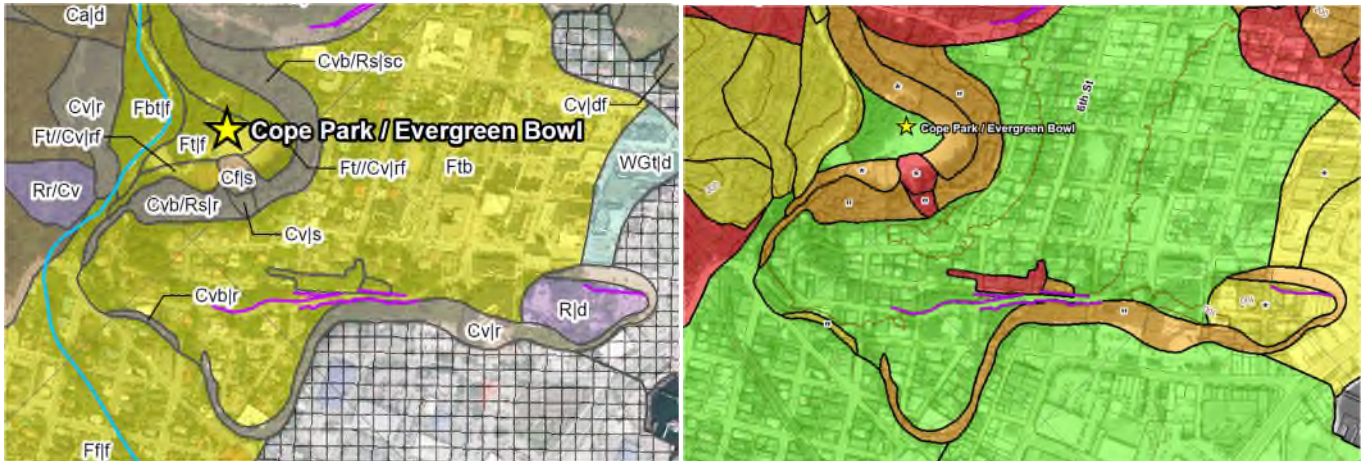 Ca|d
Cvb/Rs|sc
Cv|r
Fbt|f
Cv|df
Ft//Cv|rf
Cope Park / Evergreen Bowl
Ft|f
Ft//Cv|rf
Ftb
WGt|d
Rr/Cv
Cf|s
Cvb/Rs|r
Cv|s
Cvb|r
R|d
Cv|r
Ff|f
6th St
Cope Park / Evergreen Bowl